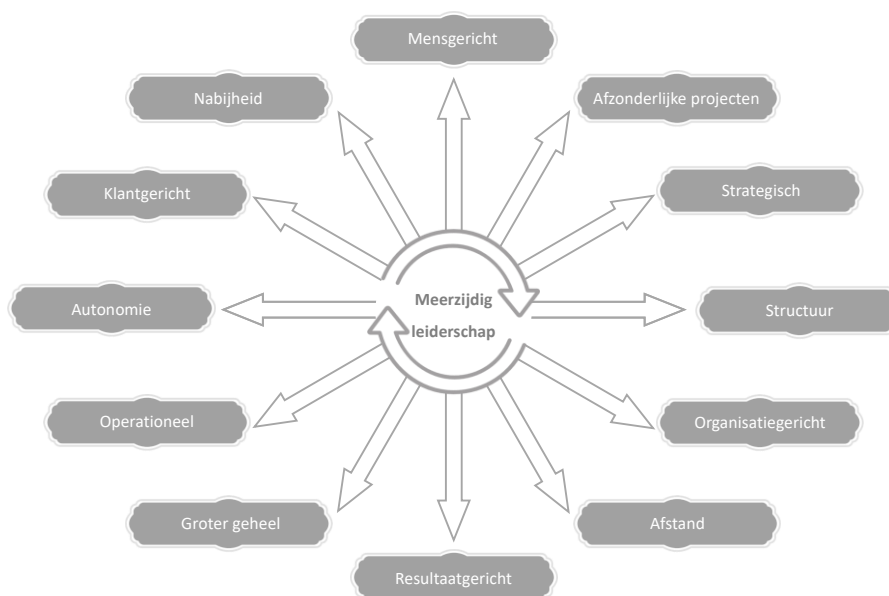 Mensgericht
Nabijheid
Afzonderlijke projecten
Klantgericht
Strategisch
Meerzijdig
leiderschap
Autonomie
Structuur
Operationeel
Organisatiegericht
Groter geheel
Afstand
Resultaatgericht